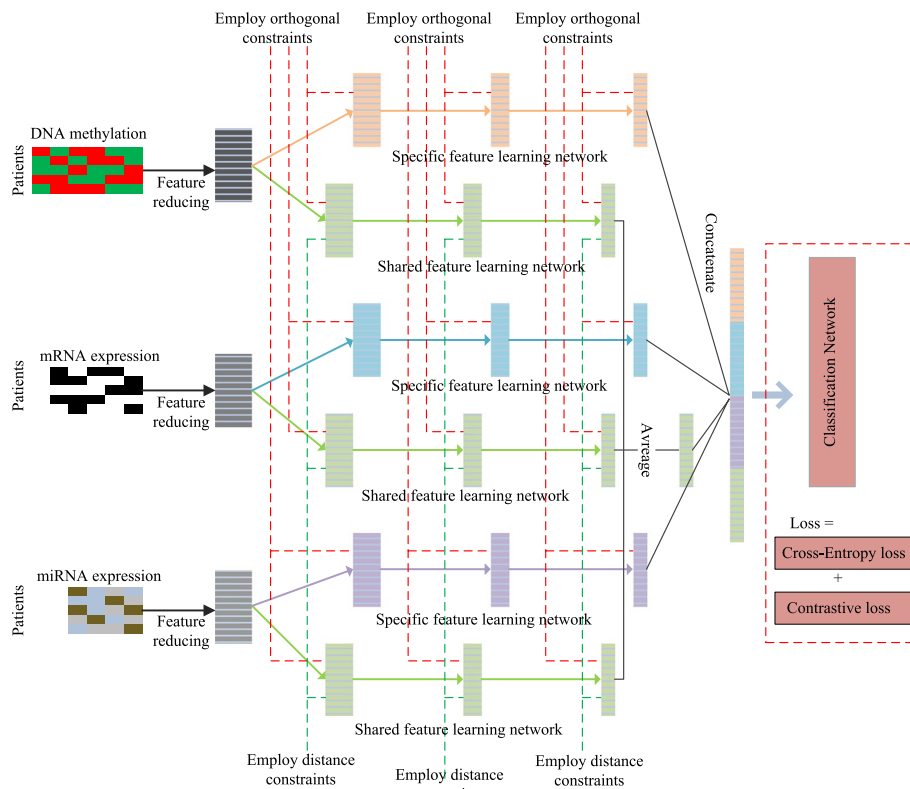 Employ orthogonal
constraints
Employ orthogonal
constraints
Employ orthogonal
constraints
DNA methylation
Patients
Feature
reducing
Specific feature learning network
Shared feature learning network
Concatenate
mRNA expression
Patients
Feature
reducing
Specific feature learning network
Shared feature learning network
Avreage
Classification Network
Loss =
Cross-Entropy loss
+
Contrastive loss
miRNA expression
Patients
Feature
reducing
Specific feature learning network
Shared feature learning network
Employ distance
constraints
Employ distance
Employ distance
constraints